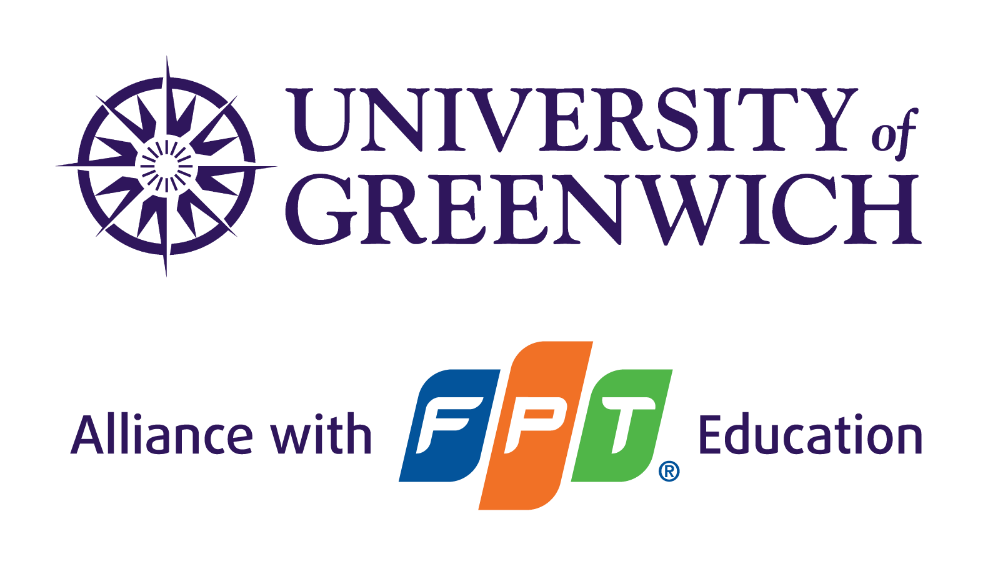 UNIVERSITY of
GREENWICH
Alliance with FPT® Education